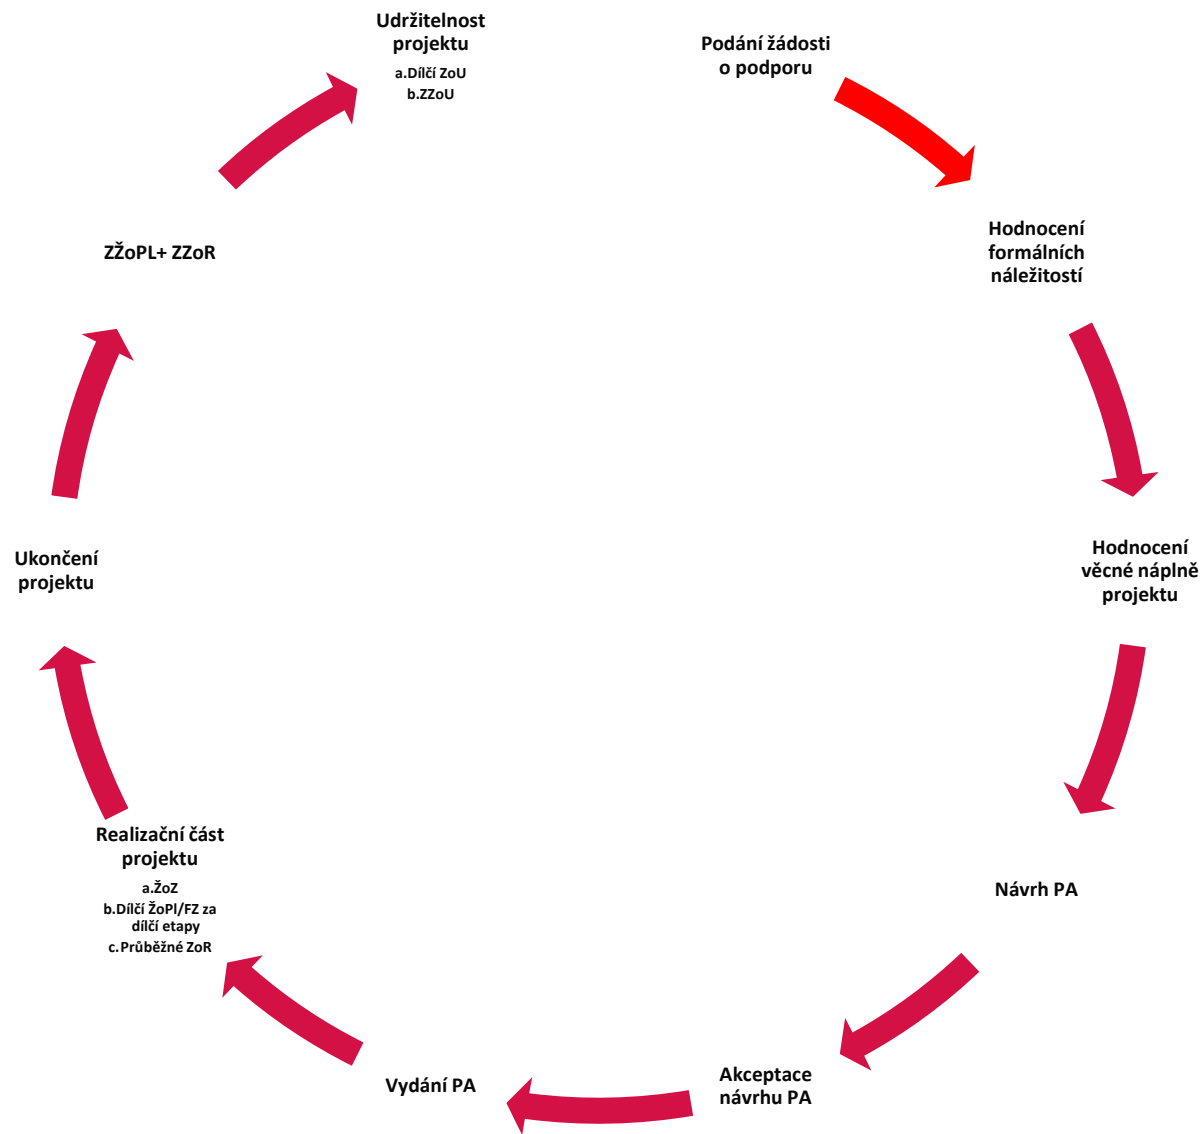 Podání žádosti
o podporu
Hodnocení
formálních
náležitostí
Hodnocení
věcné náplně
projektu
Návrh PA
Akceptace
návrhu PA
Vydání PA
Realizační část
projektu
a.ŽoZ
b.Dílčí ŽoPl/FZ za
dílčí etapy
c.Průběžné ZoR
Ukončení
projektu
ZŽoPL+ ZZoR
Udržitelnost
projektu
a.Dílčí ZoU
b.ZZoU